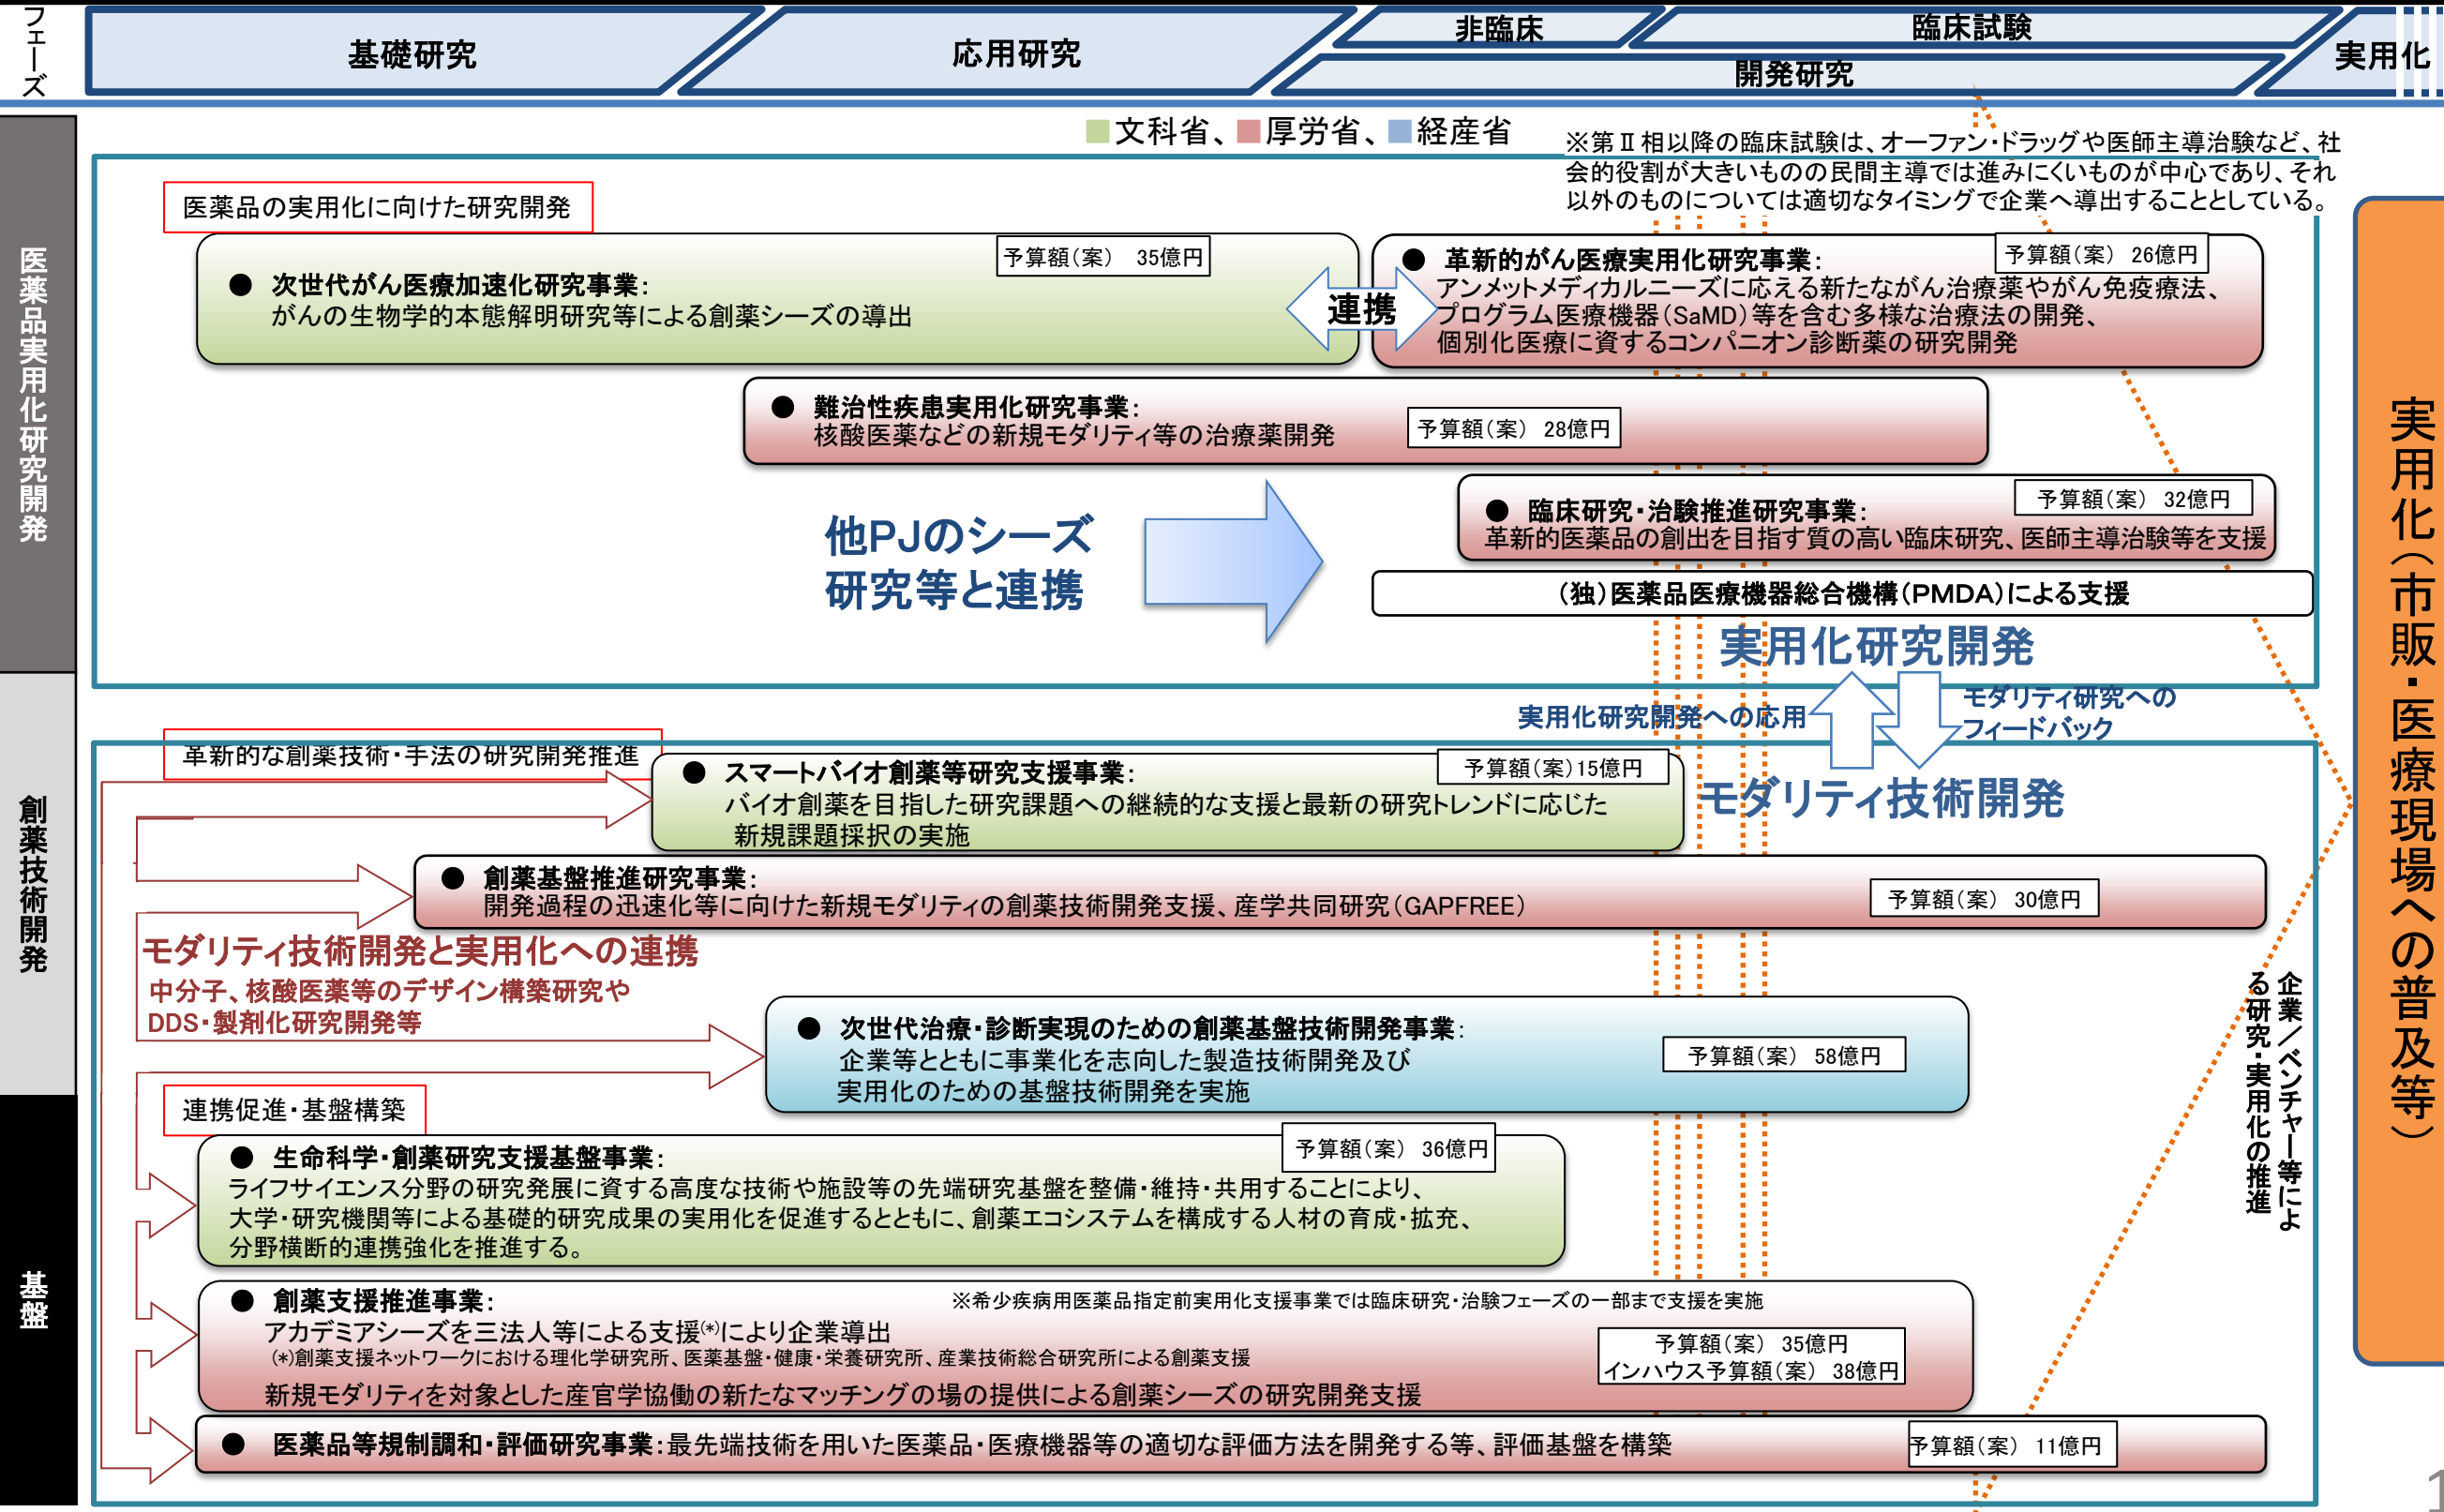 フェーズ
基礎研究
応用研究
非臨床
臨床試験
開発研究
実用化
■文科省、■厚労省、■経産省
※第Ⅱ相以降の臨床試験は、オーファン・ドラッグや医師主導治験など、社
会的役割が大きいものの民間主導では進みにくいものが中心であり、それ
以外のものについては適切なタイミングで企業へ導出することとしている。
医薬品実用化研究開発
医薬品の実用化に向けた研究開発
予算額(案) 35億円
● 次世代がん医療加速化研究事業:
がんの生物学的本態解明研究等による創薬シーズの導出
連携
● 革新的がん医療実用化研究事業:
予算額(案) 26億円
アンメットメディカルニーズに応える新たながん治療薬やがん免疫療法、
プログラム医療機器(SaMD)等を含む多様な治療法の開発、
個別化医療に資するコンパニオン診断薬の研究開発
● 難治性疾患実用化研究事業:
核酸医薬などの新規モダリティ等の治療薬開発
予算額(案) 28億円
他PJのシーズ
研究等と連携
予算額(案) 32億円
● 臨床研究・治験推進研究事業:
革新的医薬品の創出を目指す質の高い臨床研究、医師主導治験等を支援
(独)医薬品医療機器総合機構(PMDA)による支援
実用化研究開発
実用化研究開発への応用
モダリティ研究への
フィードバック
モダリティ技術開発
実用化(市販・医療現場への普及等)
創薬技術開発
革新的な創薬技術・手法の研究開発推進
● スマートバイオ創薬等研究支援事業:
予算額(案)15億円
バイオ創薬を目指した研究課題への継続的な支援と最新の研究トレンドに応じた
新規課題採択の実施
● 創薬基盤推進研究事業:
開発過程の迅速化等に向けた新規モダリティの創薬技術開発支援、産学共同研究(GAPFREE)
予算額(案) 30億円
モダリティ技術開発と実用化への連携
中分子、核酸医薬等のデザイン構築研究や
DDS・製剤化研究開発等
● 次世代治療・診断実現のための創薬基盤技術開発事業:
企業等とともに事業化を志向した製造技術開発及び
実用化のための基盤技術開発を実施
予算額(案) 58億円
企業/ベンチャー等によ
る研究・実用化の推進
基盤
連携促進・基盤構築
予算額(案) 36億円
● 生命科学・創薬研究支援基盤事業:
ライフサイエンス分野の研究発展に資する高度な技術や施設等の先端研究基盤を整備・維持・共用することにより、
大学・研究機関等による基礎的研究成果の実用化を促進するとともに、創薬エコシステムを構成する人材の育成・拡充、
分野横断的連携強化を推進する。
● 創薬支援推進事業:
※希少疾病用医薬品指定前実用化支援事業では臨床研究・治験フェーズの一部まで支援を実施
アカデミアシーズを三法人等による支援(*)により企業導出
(*)創薬支援ネットワークにおける理化学研究所、医薬基盤・健康・栄養研究所、産業技術総合研究所による創薬支援
予算額(案) 35億円
インハウス予算額(案) 38億円
新規モダリティを対象とした産官学協働の新たなマッチングの場の提供による創薬シーズの研究開発支援
● 医薬品等規制調和・評価研究事業:最先端技術を用いた医薬品・医療機器等の適切な評価方法を開発する等、評価基盤を構築
予算額(案) 11億円
1